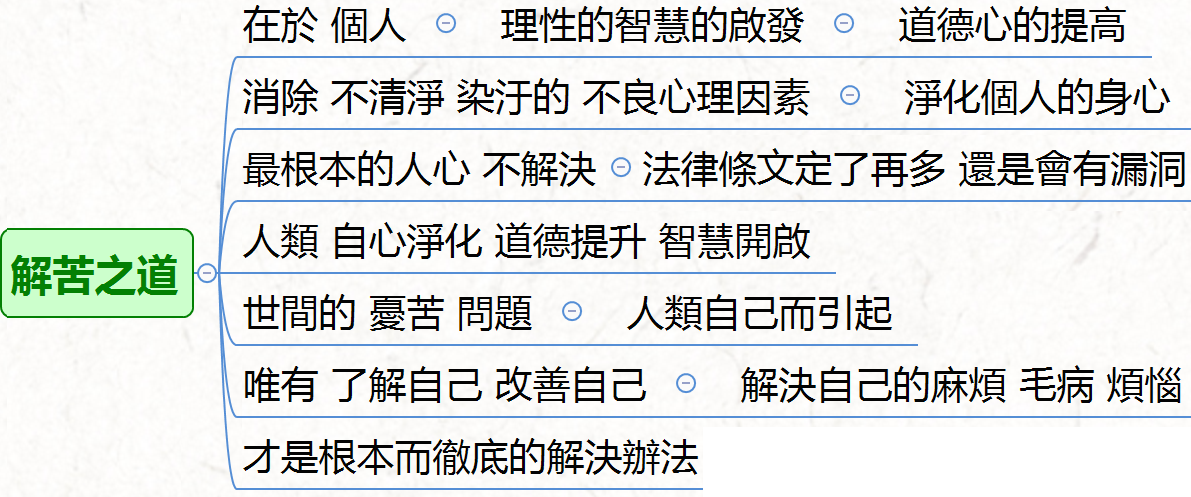 在於 個人 理性的智慧的啟發 道德心的提高
消除 不清淨 染汙的 不良心理因素 淨化個人的身心
最根本的人心 不解決 法律條文定了再多 還是會有漏洞
人類 自心淨化 道德提升 智慧開啟
解苦之道
世間的 憂苦 問題 人類自己而引起
唯有 了解自己 改善自己 解決自己的麻煩 毛病 煩惱
才是根本而徹底的解決辦法